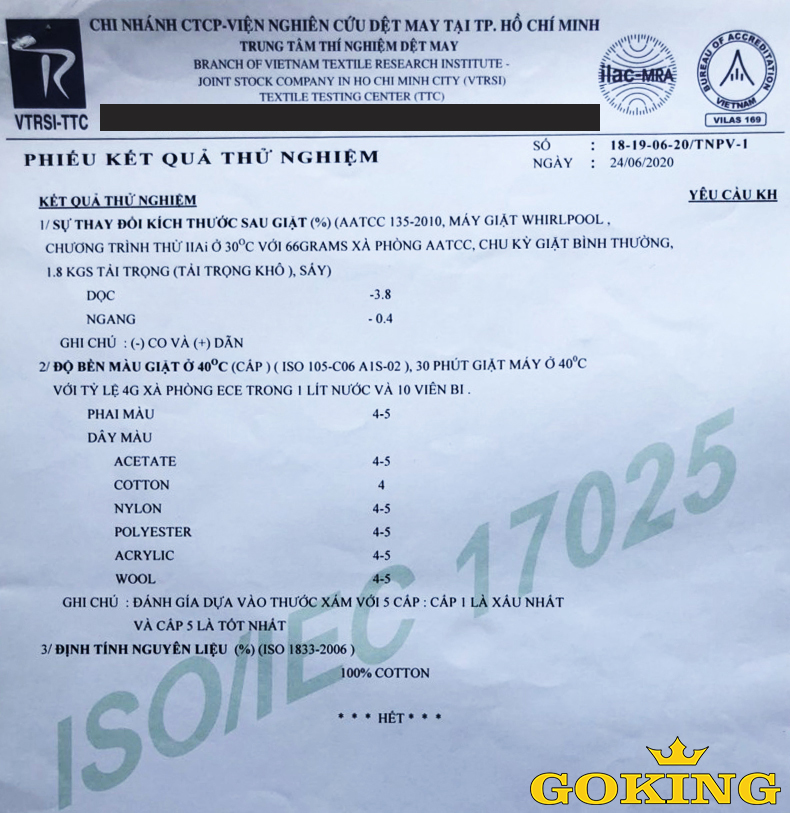 CHI NHÁNH CTCP-VIỆN NGHIÊN CỨU DỆT MAY TẠI TP. HỒ CHÍ MINH
TRUNG TÂM THÍ NGHIỆM DỆT MAY
BRANCH OF VIETNAM TEXTILE RESEARCH INSTITUTE -
JOINT STOCK COMPANY IN HO CHI MINH CITY (VTRSI)
TEXTILE TESTING CENTER (TTC)
VTRSI-TTC
ilac-MRA
BUREAU OF ACCREDITATION
VIETNAM
VILAS 169
PHIẾU KẾT QUẢ THỬ NGHIỆM
SỐ : 18-19-06-20/TNPV-1
NGÀY : 24/06/2020
KẾT QUẢ THỬ NGHIỆM
YÊU CẦU KH
1/ SỰ THAY ĐỔI KÍCH THƯỚC SAU GIẶT (%) (AATCC 135-2010, MÁY GIẶT WHIRLPOOL ,
CHƯƠNG TRÌNH THỬ IIAi Ở 30°C VỚI 66GRAMS XÀ PHÒNG AATCC, CHU KỲ GIẶT BÌNH THƯỜNG,
1.8 KGS TẢI TRỌNG (TẢI TRỌNG KHÔ ), SẤY)
DỌC -3.8
NGANG - 0.4
GHI CHÚ : (-) CO VÀ (+) DÃN
2/ ĐỘ BỀN MÀU GIẶT Ở 40°C (CẤP) ( ISO 105-C06 A1S-02 ), 30 PHÚT GIẶT MÁY Ở 40°C
VỚI TỶ LỆ 4G XÀ PHÒNG ECE TRONG 1 LÍT NƯỚC VÀ 10 VIÊN BI .
PHAI MÀU 4-5
DÂY MÀU
ACETATE 4-5
COTTON 4
NYLON 4-5
POLYESTER 4-5
ACRYLIC 4-5
WOOL 4-5
GHI CHÚ : ĐÁNH GÍA DỰA VÀO THƯỚC XÁM VỚI 5 CẤP : CẤP 1 LÀ XẤU NHẤT
VÀ CẤP 5 LÀ TỐT NHẤT
3/ ĐỊNH TÍNH NGUYÊN LIỆU (%) (ISO 1833-2006 )
100% COTTON
* * * HẾT * * *
ISO/IEC 17025
GOKING